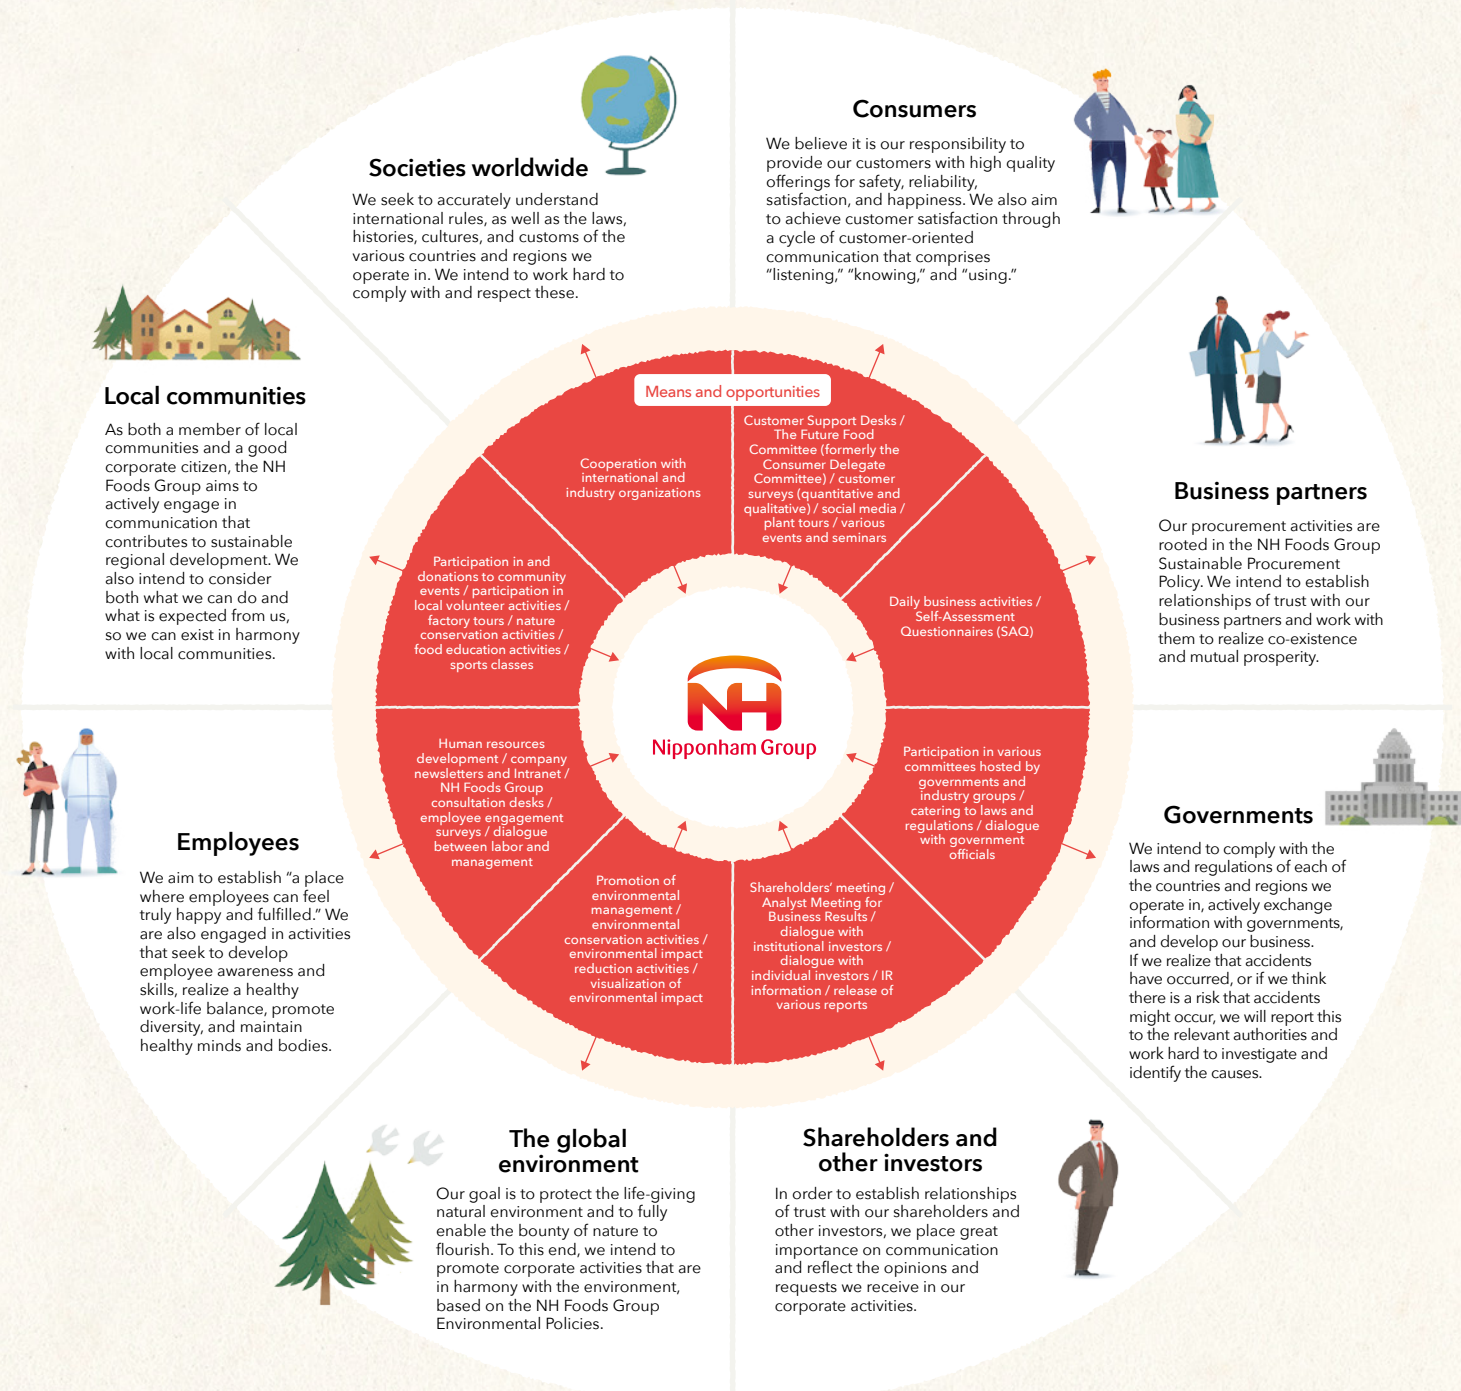 Societies worldwide
We seek to accurately understand
international rules, as well as the laws,
histories, cultures, and customs of the
various countries and regions we
operate in. We intend to work hard to
comply with and respect these.
Consumers
We believe it is our responsibility to
provide our customers with high quality
offerings for safety, reliability,
satisfaction, and happiness. We also aim
to achieve customer satisfaction through
a cycle of customer-oriented
communication that comprises
“listening,” “knowing,” and “using.”
Local communities
As both a member of local
communities and a good
corporate citizen, the NH
Foods Group aims to
actively engage in
communication that
contributes to sustainable
regional development. We
also intend to consider
both what we can do and
what is expected from us,
so we can exist in harmony
with local communities.
Business partners
Our procurement activities are
rooted in the NH Foods Group
Sustainable Procurement
Policy. We intend to establish
relationships of trust with our
business partners and work with
them to realize co-existence
and mutual prosperity.
Means and opportunities
Cooperation with
international and
industry organizations
Customer Support Desks /
The Future Food
Committee (formerly the
Consumer Delegate
Committee) / customer
surveys (quantitative and
qualitative) / social media /
plant tours / various
events and seminars
Participation in and
donations to community
events / participation in
local volunteer activities /
factory tours / nature
conservation activities /
food education activities /
sports classes
Daily business activities /
Self-Assessment
Questionnaires (SAQ)
NH
Nipponham Group
Human resources
development / company
newsletters and Intranet /
NH Foods Group
consultation desks /
employee engagement
surveys / dialogue
between labor and
management
Participation in various
committees hosted by
governments and
industry groups /
catering to laws and
regulations / dialogue
with government
officials
Promotion of
environmental
management /
environmental
conservation activities /
environmental impact
reduction activities /
visualization of
environmental impact
Shareholders’ meeting /
Analyst Meeting for
Business Results /
dialogue with
institutional investors /
dialogue with
individual investors / IR
information / release of
various reports
Employees
We aim to establish “a place
where employees can feel
truly happy and fulfilled.” We
are also engaged in activities
that seek to develop
employee awareness and
skills, realize a healthy
work-life balance, promote
diversity, and maintain
healthy minds and bodies.
Governments
We intend to comply with the
laws and regulations of each of
the countries and regions we
operate in, actively exchange
information with governments,
and develop our business.
If we realize that accidents
have occurred, or if we think
there is a risk that accidents
might occur, we will report this
to the relevant authorities and
work hard to investigate and
identify the causes.
The global
environment
Our goal is to protect the life-giving
natural environment and to fully
enable the bounty of nature to
flourish. To this end, we intend to
promote corporate activities that are
in harmony with the environment,
based on the NH Foods Group
Environmental Policies.
Shareholders and
other investors
In order to establish relationships
of trust with our shareholders and
other investors, we place great
importance on communication
and reflect the opinions and
requests we receive in our
corporate activities.